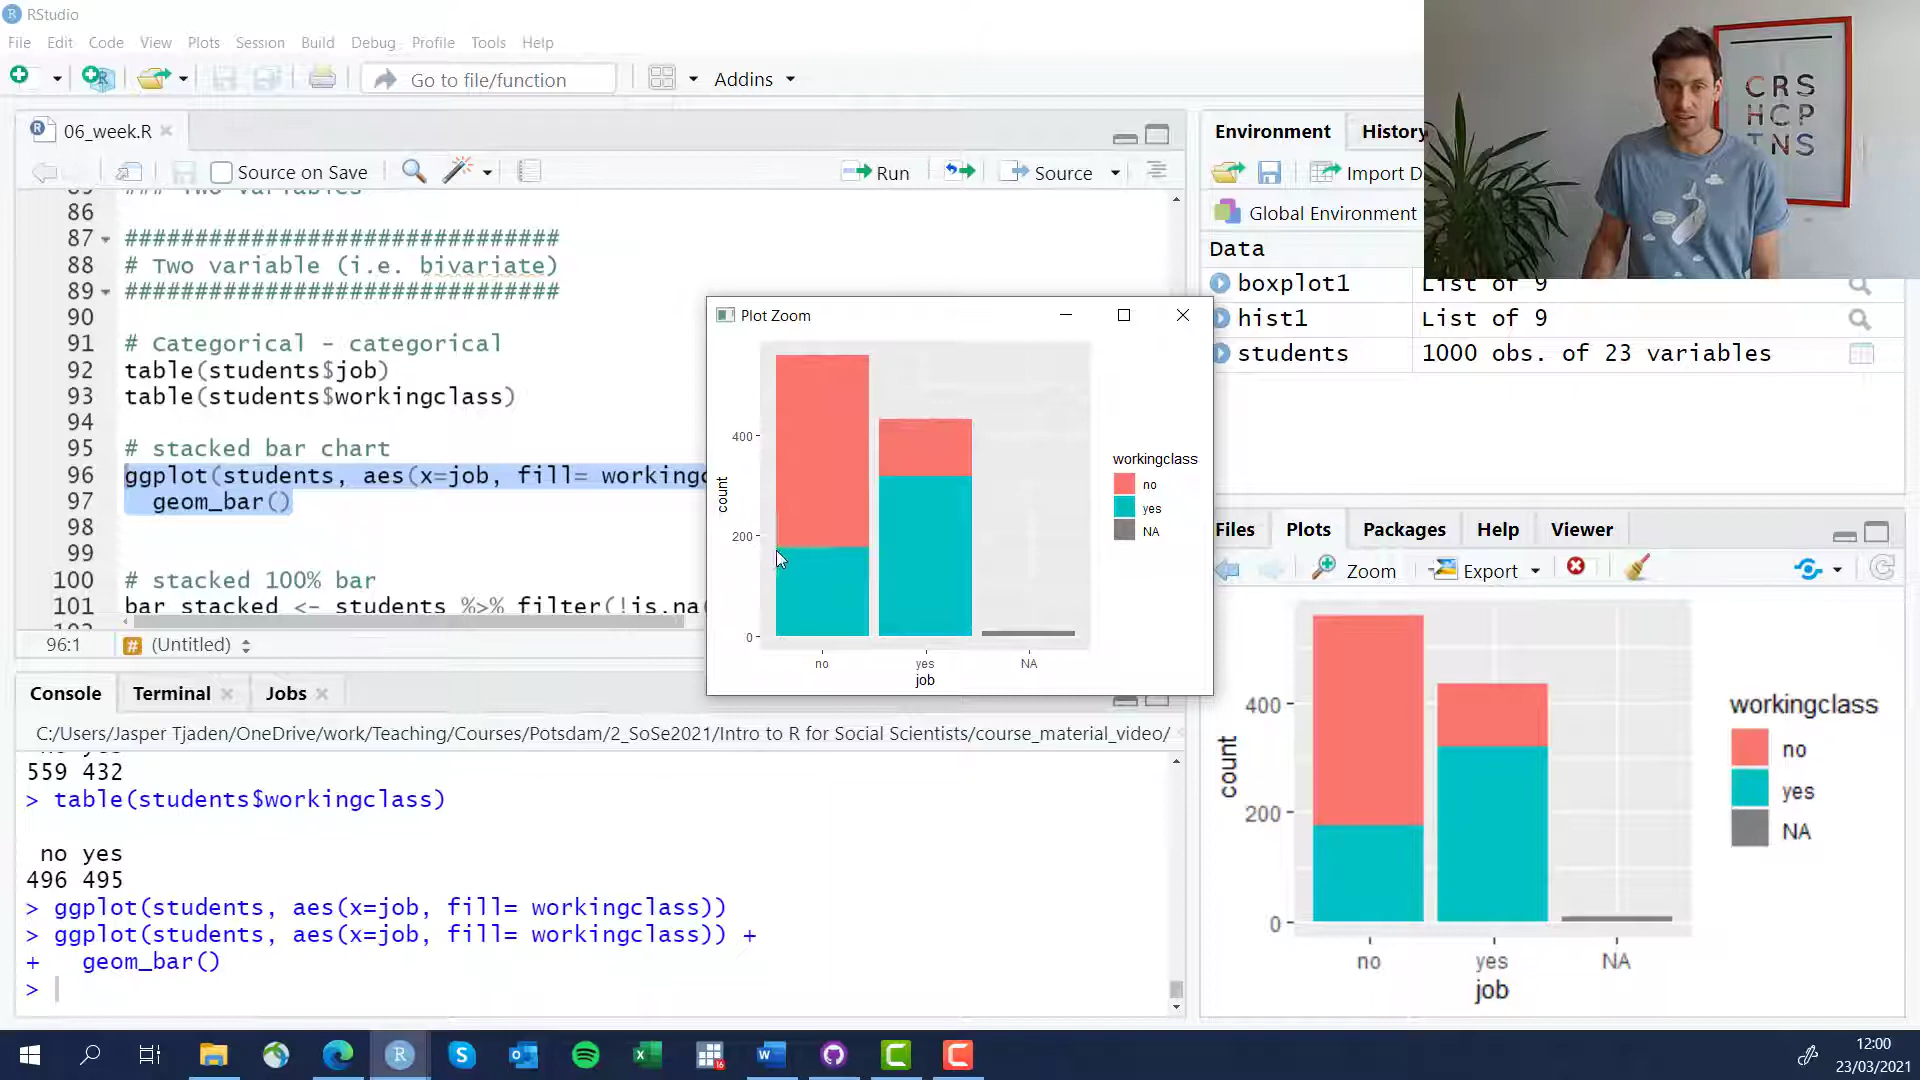 RStudio
File Edit Code View Plots Session Build Debug Profile Tools Help
Go to file/function
Addins
06_week.R
Source on Save
Run
Source
86
87 ###############################
88 # Two variable (i.e. bivariate)
89 ###############################
90
91 # Categorical - categorical
92 table(students$job)
93 table(students$workingclass)
94
95 # stacked bar chart
96 ggplot(students, aes(x=job, fill= workingc
97 geom_bar()
98
99
100 # stacked 100% bar
101 bar_stacked <- students %>% filter(!is.na(
96:1 (Untitled)
Console Terminal Jobs
C:/Users/Jasper Tjaden/OneDrive/work/Teaching/Courses/Potsdam/2_SoSe2021/Intro to R for Social Scientists/course_material_video/
no yes
559 432
> table(students$workingclass)
no yes
496 495
> ggplot(students, aes(x=job, fill= workingclass))
> ggplot(students, aes(x=job, fill= workingclass)) +
+ geom_bar()
>
Plot Zoom
400
200
0
count
no yes NA
job
workingclass
no
yes
NA
Environment History
Import D
Global Environment
Data
boxplot1 List of 9
hist1 List of 9
students 1000 obs. of 23 variables
CRS
HCP
TNS
Files Plots Packages Help Viewer
Zoom Export
400
200
0
count
no yes NA
job
workingclass
no
yes
NA
12:00
23/03/2021